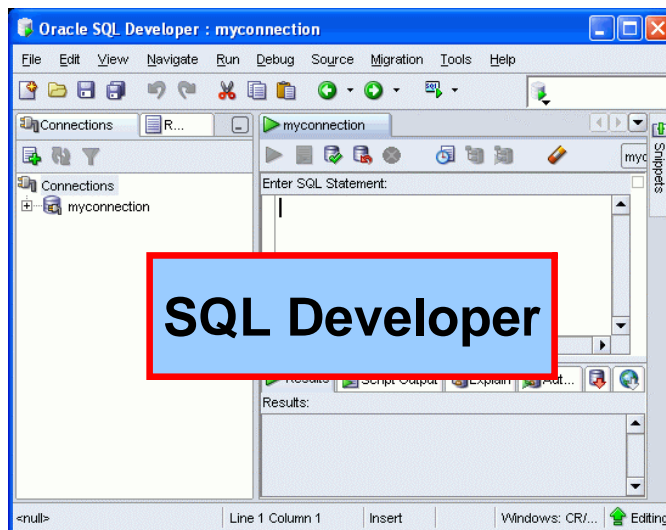 Oracle SQL Developer : myconnection
File Edit View Navigate Run Debug Source Migration Tools Help
Connections R... myconnection
myc
Snippets
Connections
myconnection
Enter SQL Statement:
SQL Developer
Results Script Output Explain Aut...
Results:
<null> Line 1 Column 1 Insert Windows: CR/... Editing